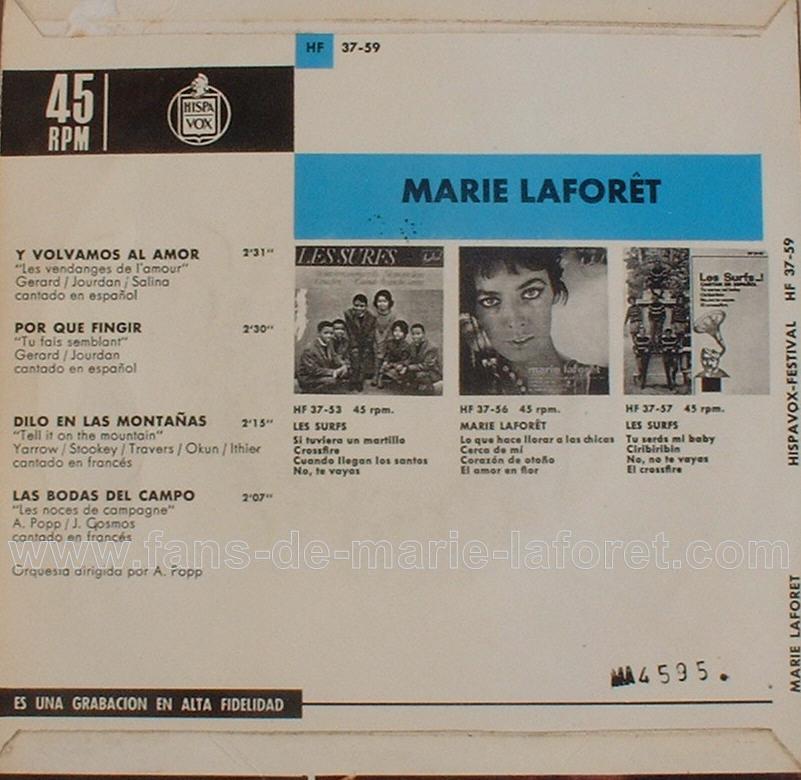 HF 37-59
45
RPM
HISPA
VOX
MARIE LAFORÊT
Y VOLVAMOS AL AMOR 2'31"
"Les vendanges de l'amour"
Gerard / Jourdan / Salina
cantado en español
POR QUE FINGIR 2'30"
"Tu fais semblant"
Gerard / Jourdan
cantado en español
DILO EN LAS MONTAÑAS 2'15"
"Tell it on the mountain"
Yarrow / Stookey / Travers / Okun / Ithier
cantado en francés
LAS BODAS DEL CAMPO 2'07"
"Les noces de campagne"
A. Popp / J. Cosmos
cantado en francés
Orquesta dirigida por A. Popp
LES SURFS
HF 37-53 45 rpm.
LES SURFS
Si tuviera un martillo
Crossfire
Cuando llegan los santos
No, te vayas
marie laforêt
HF 37-56 45 rpm.
MARIE LAFORÊT
Lo que hace llorar a las chicas
Cerca de mí
Corazón de otoño
El amor en flor
Les Surfs..!
CANTAN EN ESPAÑOL
HF 37-57 45 rpm.
LES SURFS
Tu serás mi baby
Ciribiribin
No, no te vayas
El crossfire
www.fans-de-marie-laforet.com
MA4595.
ES UNA GRABACION EN ALTA FIDELIDAD
MARIE LAFORET HISPAVOX-FESTIVAL HF 37-59